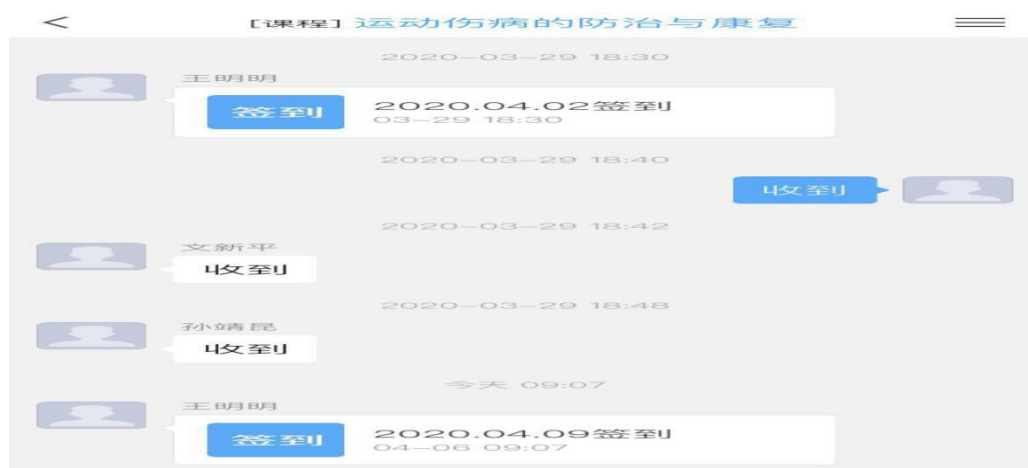 [课程] 运动伤病的防治与康复
2020-03-29 18:30
王明明
签到
2020.04.02签到
03-29 18:30
2020-03-29 18:40
收到
2020-03-29 18:42
文新平
收到
2020-03-29 18:48
孙靖昆
收到
今天 09:07
王明明
签到
2020.04.09签到
04-06 09:07